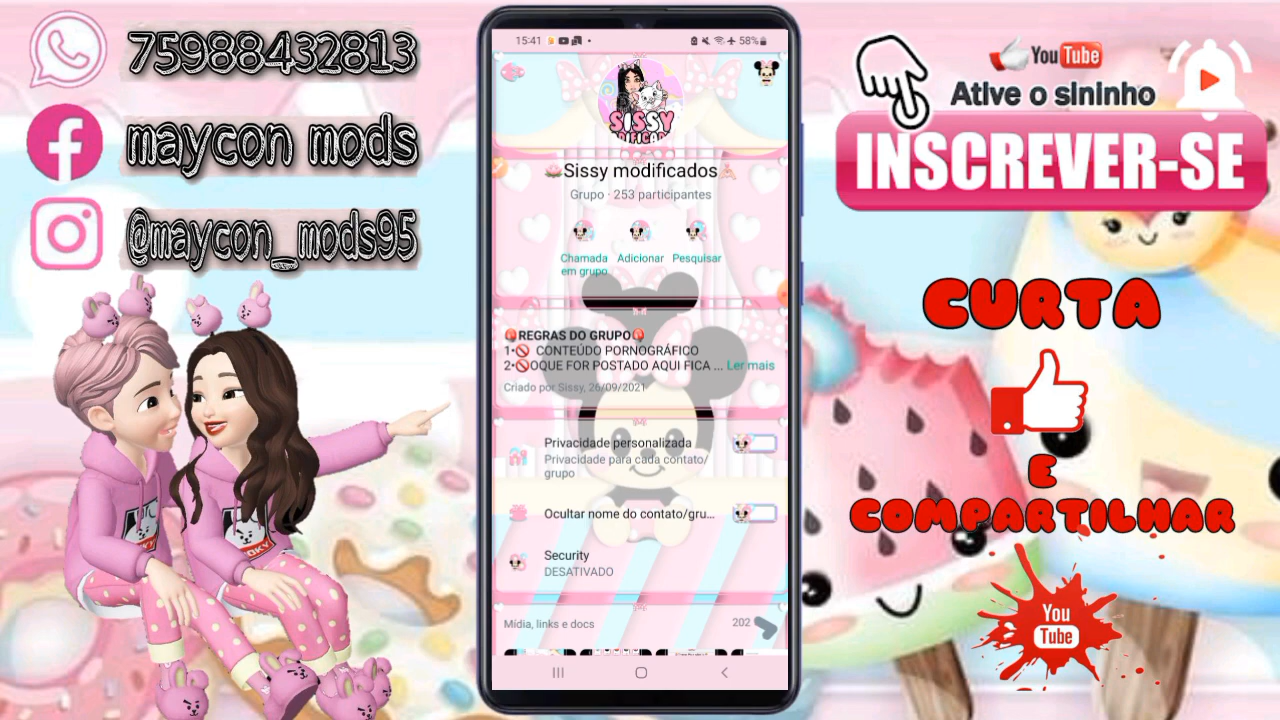 75988432813
maycon mods
@maycon_mods95
15:41
58%
SISSY
Sissy modificados
Grupo · 253 participantes
Chamada em grupo
Adicionar
Pesquisar
REGRAS DO GRUPO
1•🚫 CONTEÚDO PORNOGRÁFICO
2•🚫OQUE FOR POSTADO AQUI FICA ... Ler mais
Criado por Sissy, 26/09/2021
Privacidade personalizada
Privacidade para cada contato/
grupo
Ocultar nome do contato/gru...
Security
DESATIVADO
Mídia, links e docs
202
YouTube
Ative o sininho
INSCREVER-SE
CURTA
E
COMPARTILHAR
You
Tube